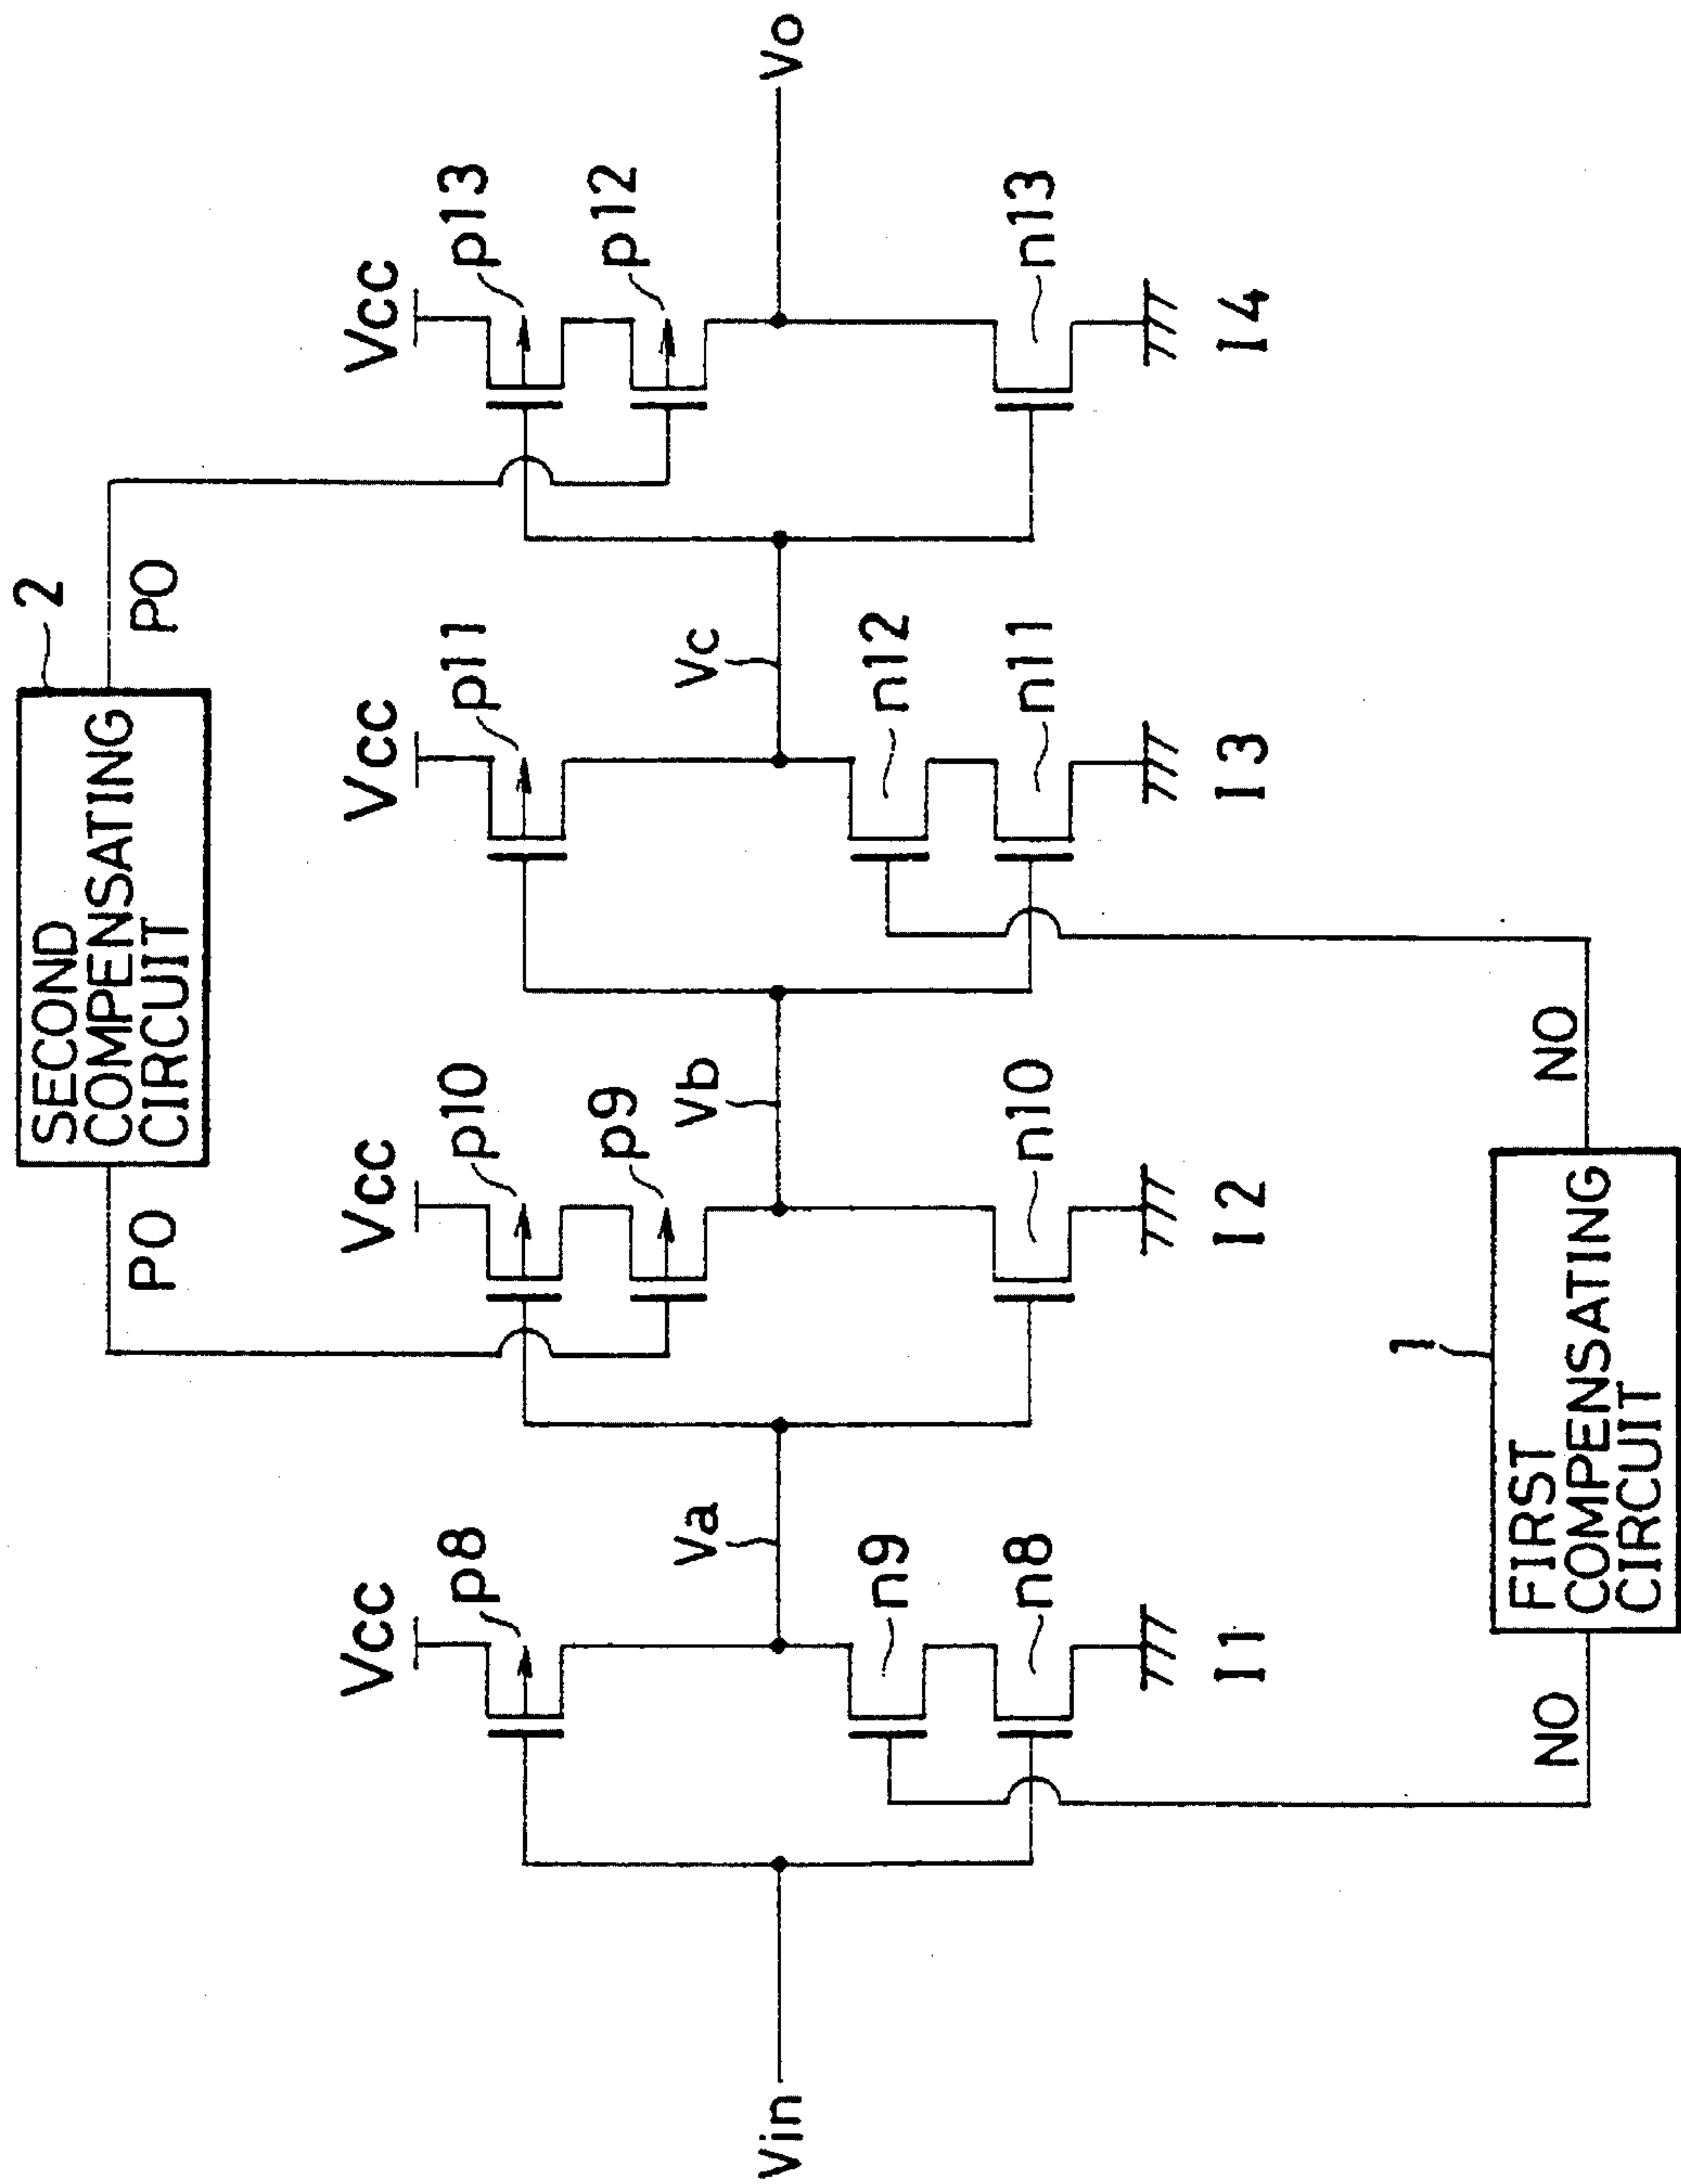 2
SECOND
COMPENSATING
CIRCUIT
PO
PO
Vcc
Vcc
Vcc
Vcc
p8
p10
p11
p13
p9
p12
Vin
Va
Vb
Vc
Vo
n9
n12
n8
n10
n11
n13
I1
I2
I3
I4
1
NO
NO
FIRST
COMPENSATING
CIRCUIT